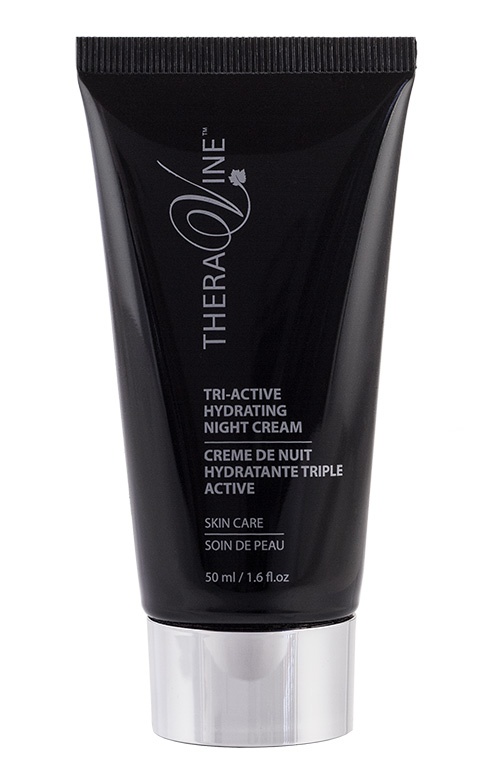 THERAVINE™
TRI-ACTIVE
HYDRATING
NIGHT CREAM
CREME DE NUIT
HYDRATANTE TRIPLE
ACTIVE
SKIN CARE
SOIN DE PEAU
50 ml / 1.6 fl.oz